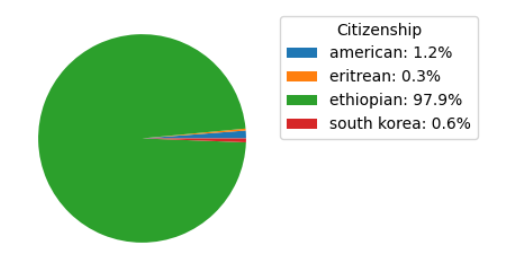 Citizenship
american: 1.2%
eritrean: 0.3%
ethiopian: 97.9%
south korea: 0.6%